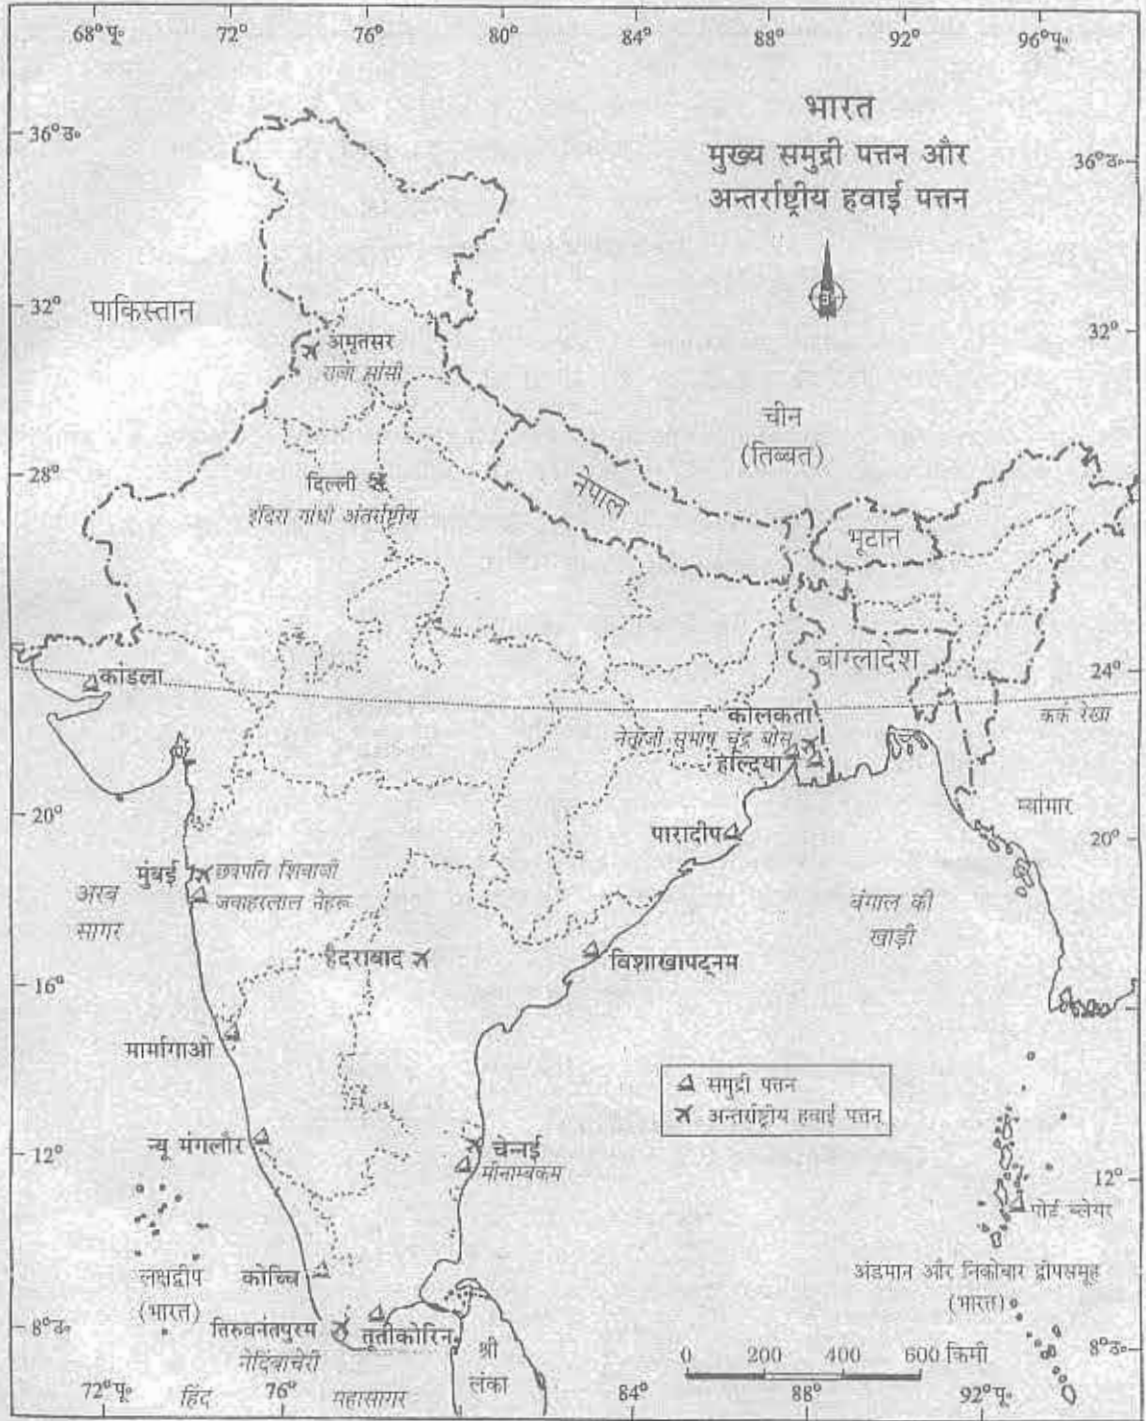 68°पू॰ 72° 76° 80° 84° 88° 92° 96°पू॰
भारत
मुख्य समुद्री पत्तन और
अन्तर्राष्ट्रीय हवाई पत्तन
36°उ॰
36°उ॰
32°
पाकिस्तान
32°
अमृतसर
चीन
(तिब्बत)
28°
28°
दिल्ली
इंदिरा गांधी अंतर्राष्ट्रीय
नेपाल
भूटान
बांग्लादेश
कांडला
24°
कर्क रेखा
कोलकता
नेताजी सुभाष चंद्र बोस
हल्दिया
म्यांमार
20°
20°
पारादीप
मुंबई
छत्रपति शिवाजी
जवाहरलाल नेहरू
अरब
सागर
बंगाल की
खाड़ी
हैदराबाद
विशाखापट्नम
16°
मार्मागाओ
समुद्री पत्तन
अन्तर्राष्ट्रीय हवाई पत्तन
न्यू मंगलौर
चेन्नई
मीनाम्बकम
12°
12°
पोर्ट ब्लेयर
लक्षद्वीप
(भारत)
कोच्चि
अंडमान और निकोबार द्वीपसमूह
(भारत)
8°उ॰
तिरुवनंतपुरम
तूतीकोरिन
श्री
लंका
0 200 400 600 किमी
8°उ॰
72°पू॰ हिंद 76° महासागर 84° 88° 92°पू॰